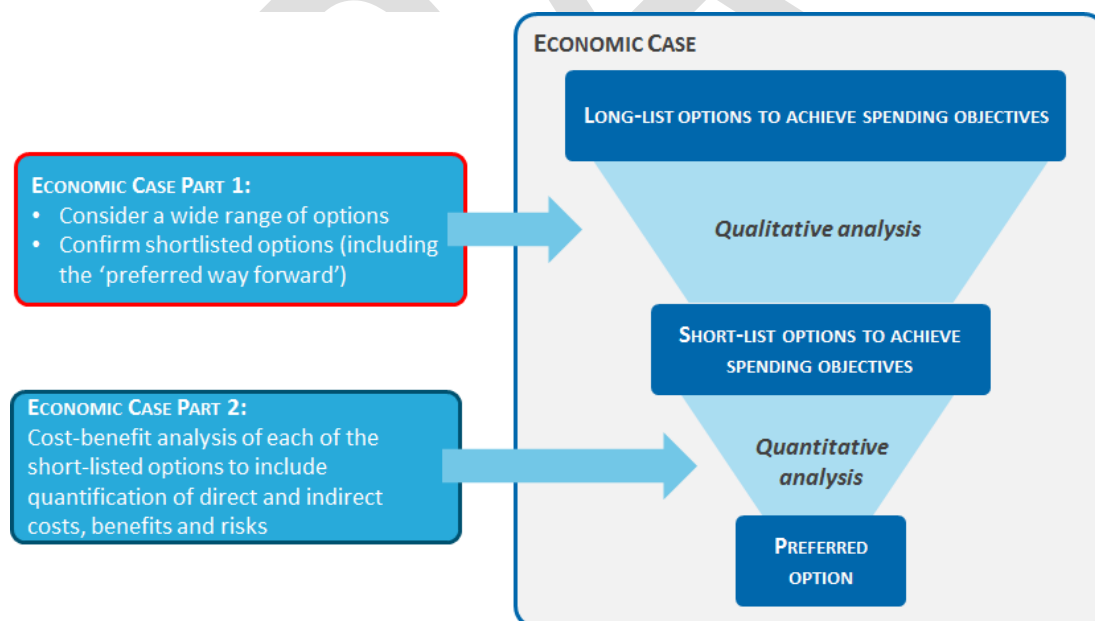 ECONOMIC CASE
LONG-LIST OPTIONS TO ACHIEVE SPENDING OBJECTIVES
ECONOMIC CASE PART 1:
• Consider a wide range of options
• Confirm shortlisted options (including
the ‘preferred way forward’)
Qualitative analysis
SHORT-LIST OPTIONS TO ACHIEVE
SPENDING OBJECTIVES
ECONOMIC CASE PART 2:
Cost-benefit analysis of each of the
short-listed options to include
quantification of direct and indirect
costs, benefits and risks
Quantitative
analysis
PREFERRED
OPTION